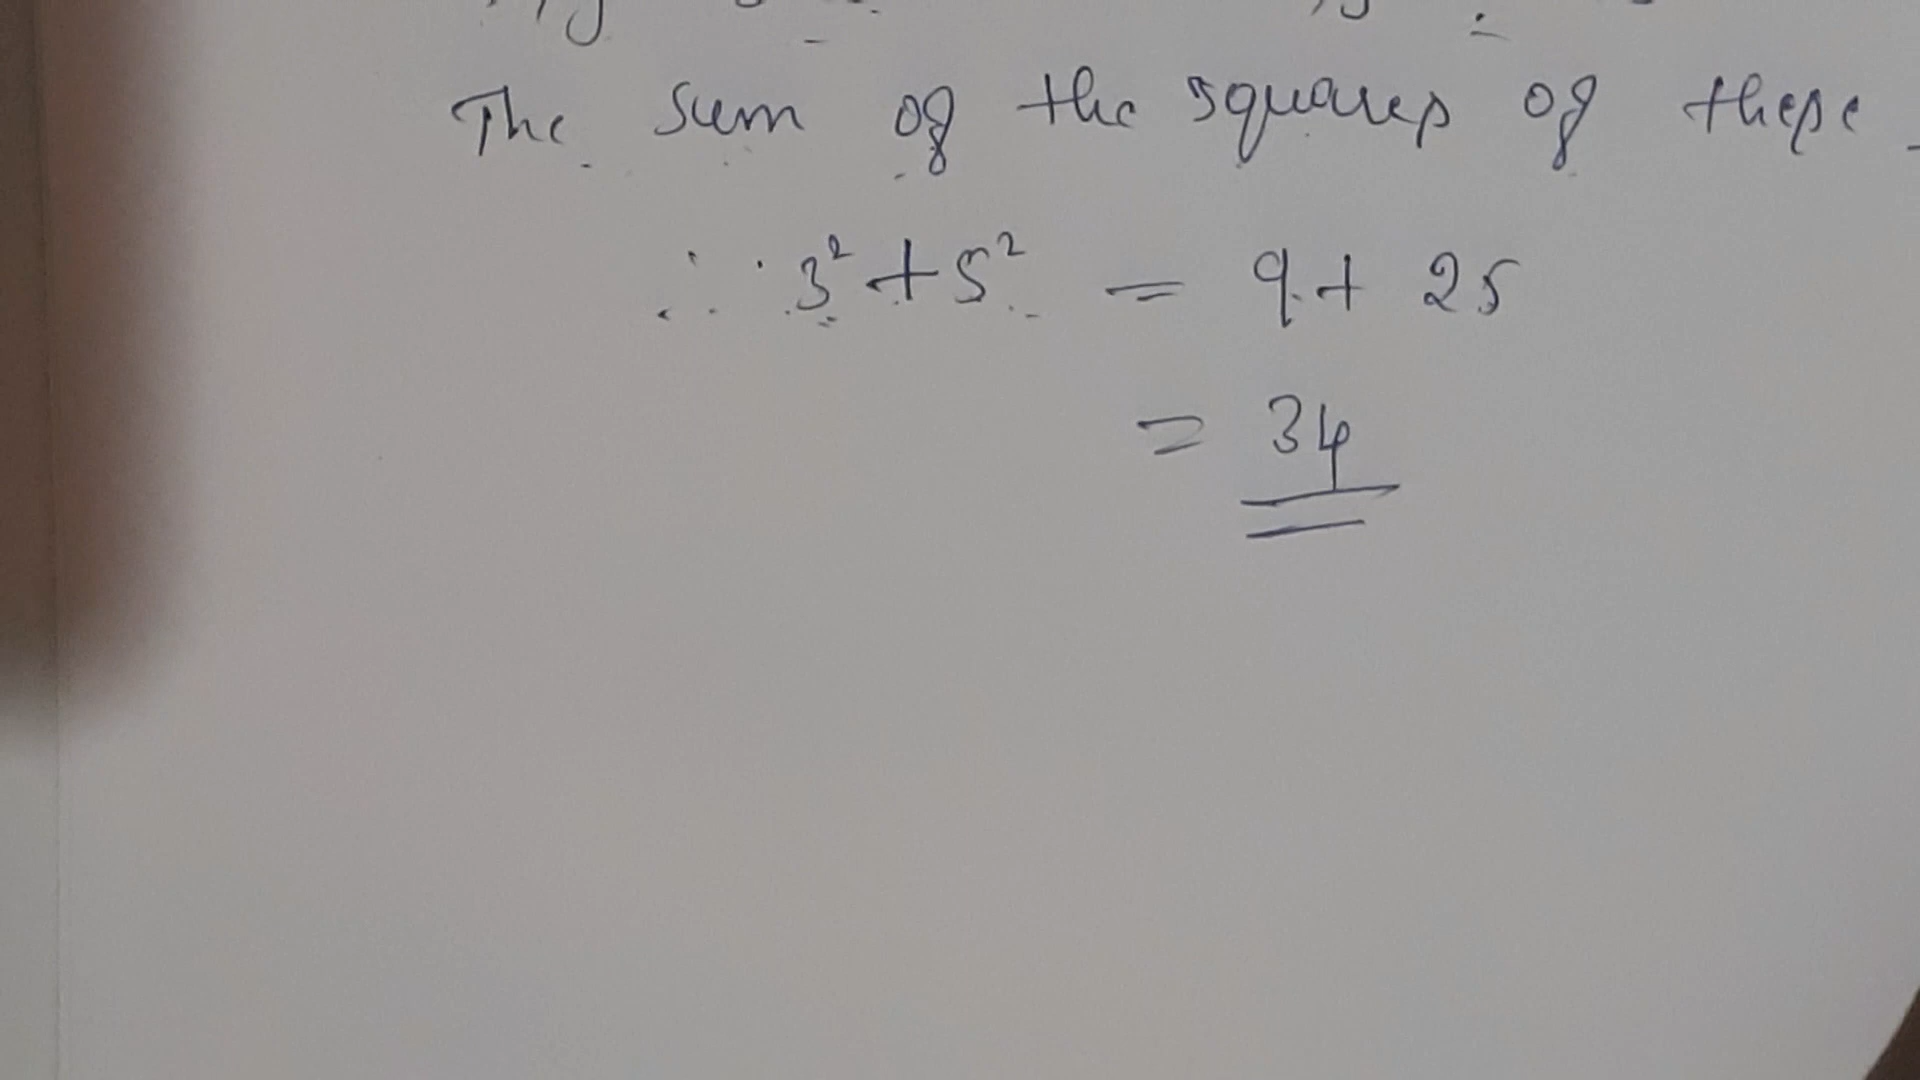 The sum of the squares of these
∴ 3² + 5² = 9 + 25
= 34